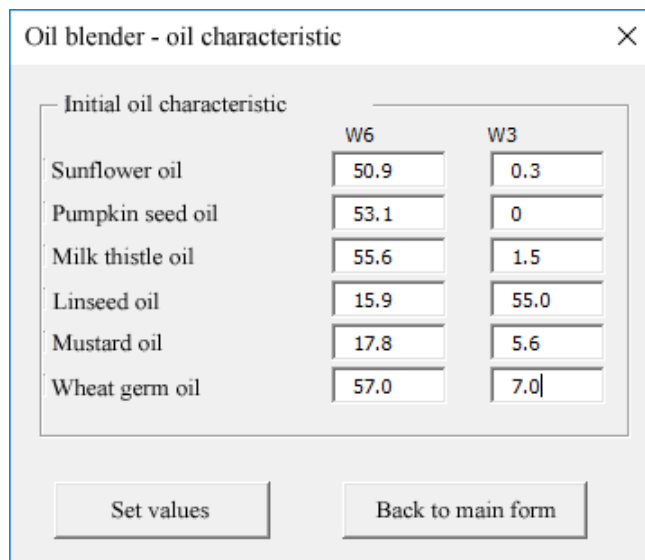 Oil blender - oil characteristic
Initial oil characteristic
W6 W3
Sunflower oil 50.9 0.3
Pumpkin seed oil 53.1 0
Milk thistle oil 55.6 1.5
Linseed oil 15.9 55.0
Mustard oil 17.8 5.6
Wheat germ oil 57.0 7.0
Set values Back to main form